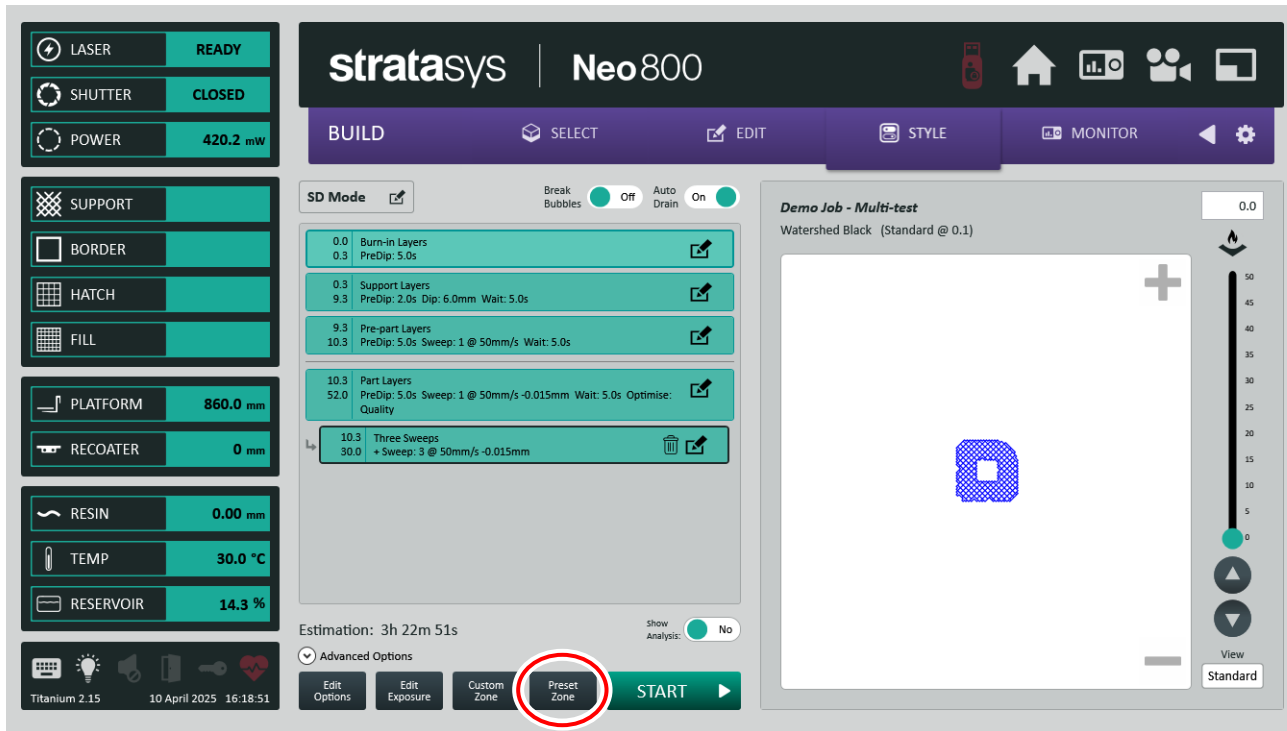 LASER READY
SHUTTER CLOSED
POWER 420.2 mW
SUPPORT
BORDER
HATCH
FILL
PLATFORM 860.0 mm
RECOATER 0 mm
RESIN 0.00 mm
TEMP 30.0 °C
RESERVOIR 14.3 %
Titanium 2.15 10 April 2025 16:18:51
stratasys Neo800
BUILD SELECT EDIT STYLE MONITOR
SD Mode
Break
Bubbles
Off
Auto
Drain
On
0.0 Burn-in Layers
0.3 PreDip: 5.0s
0.3 Support Layers
9.3 PreDip: 2.0s Dip: 6.0mm Wait: 5.0s
9.3 Pre-part Layers
10.3 PreDip: 5.0s Sweep: 1 @ 50mm/s Wait: 5.0s
10.3 Part Layers
52.0 PreDip: 5.0s Sweep: 1 @ 50mm/s -0.015mm Wait: 5.0s Optimise:
Quality
10.3 Three Sweeps
30.0 + Sweep: 3 @ 50mm/s -0.015mm
Estimation: 3h 22m 51s
Show
Analysis:
No
Advanced Options
Edit
Options
Edit
Exposure
Custom
Zone
Preset
Zone
START
Demo Job - Multi-test
Watershed Black (Standard @ 0.1)
0.0
50
45
40
35
30
25
20
15
10
5
0
View
Standard